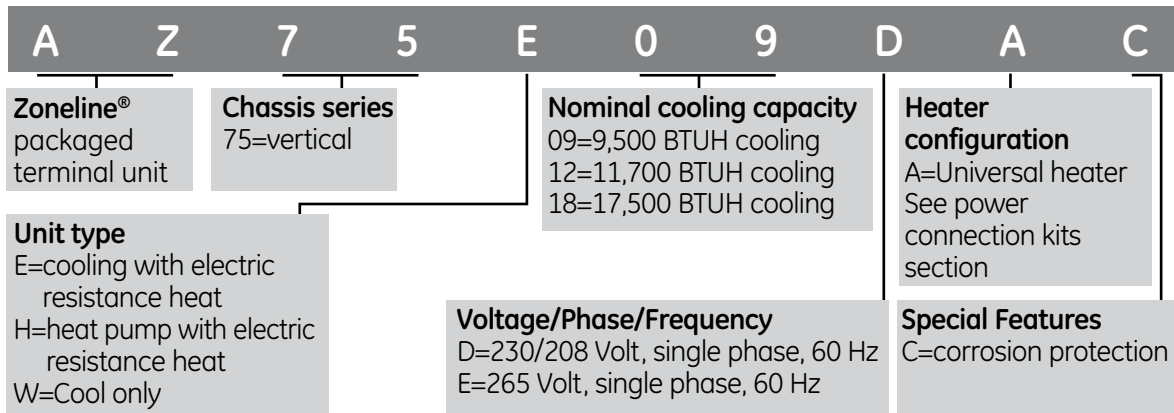 A Z 7 5 E 0 9 D A C
Zoneline®
packaged
terminal unit
Chassis series
75=vertical
Nominal cooling capacity
09=9,500 BTUH cooling
12=11,700 BTUH cooling
18=17,500 BTUH cooling
Heater
configuration
A=Universal heater
See power
connection kits
section
Unit type
E=cooling with electric
resistance heat
H=heat pump with electric
resistance heat
W=Cool only
Voltage/Phase/Frequency
D=230/208 Volt, single phase, 60 Hz
E=265 Volt, single phase, 60 Hz
Special Features
C=corrosion protection